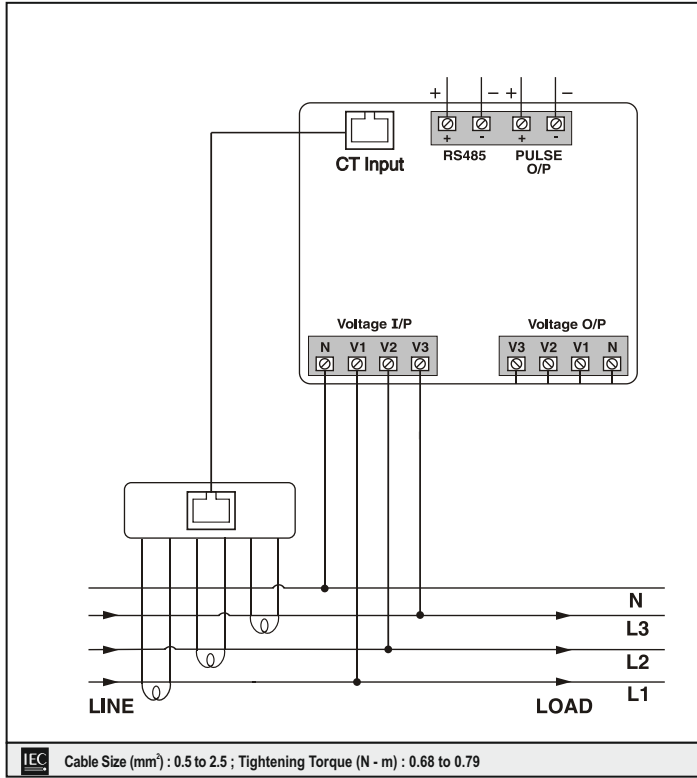 + − + −
+ - + -
CT Input RS485 PULSE
O/P
Voltage I/P Voltage O/P
N V1 V2 V3 V3 V2 V1 N
N
L3
L2
L1
LINE LOAD
IEC Cable Size (mm²) : 0.5 to 2.5 ; Tightening Torque (N - m) : 0.68 to 0.79